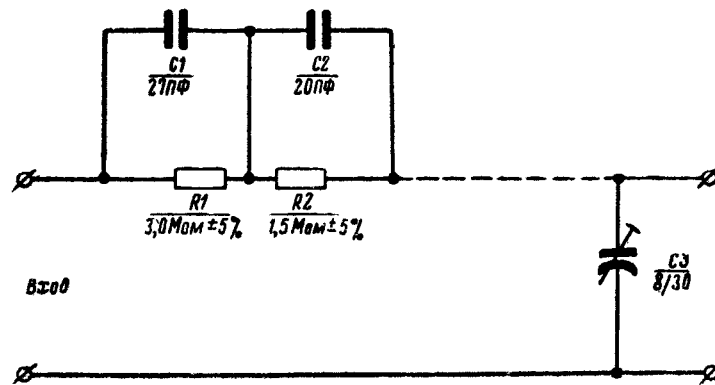 C1
27пф
C2
20пф
R1
3,0Мом±5%
R2
1,5Мом±5%
C3
8/30
Вход